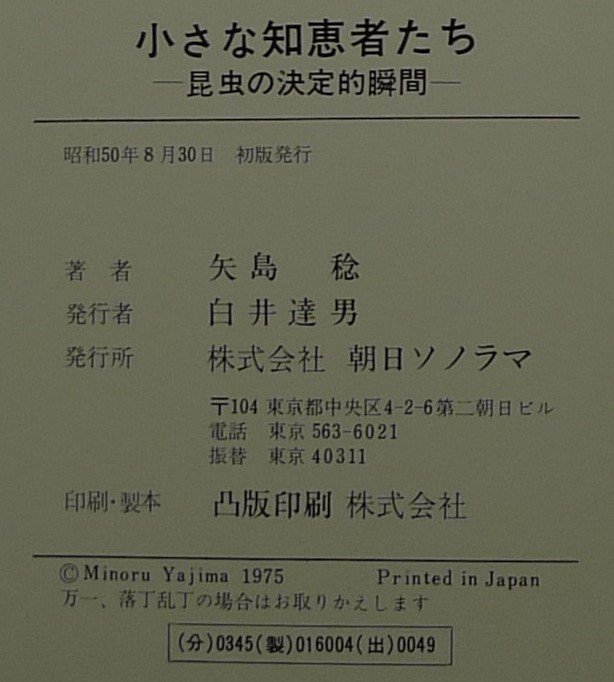 小さな知恵者たち
—昆虫の決定的瞬間—
昭和50年8月30日　初版発行
著　者　矢島　稔
発行者　白井達男
発行所　株式会社 朝日ソノラマ
〒104 東京都中央区4-2-6第二朝日ビル
電話　東京 563-6021
振替　東京 40311
印刷・製本　凸版印刷 株式会社
©Minoru Yajima 1975　Printed in Japan
万一、落丁乱丁の場合はお取りかえします
(分)0345(製)016004(出)0049